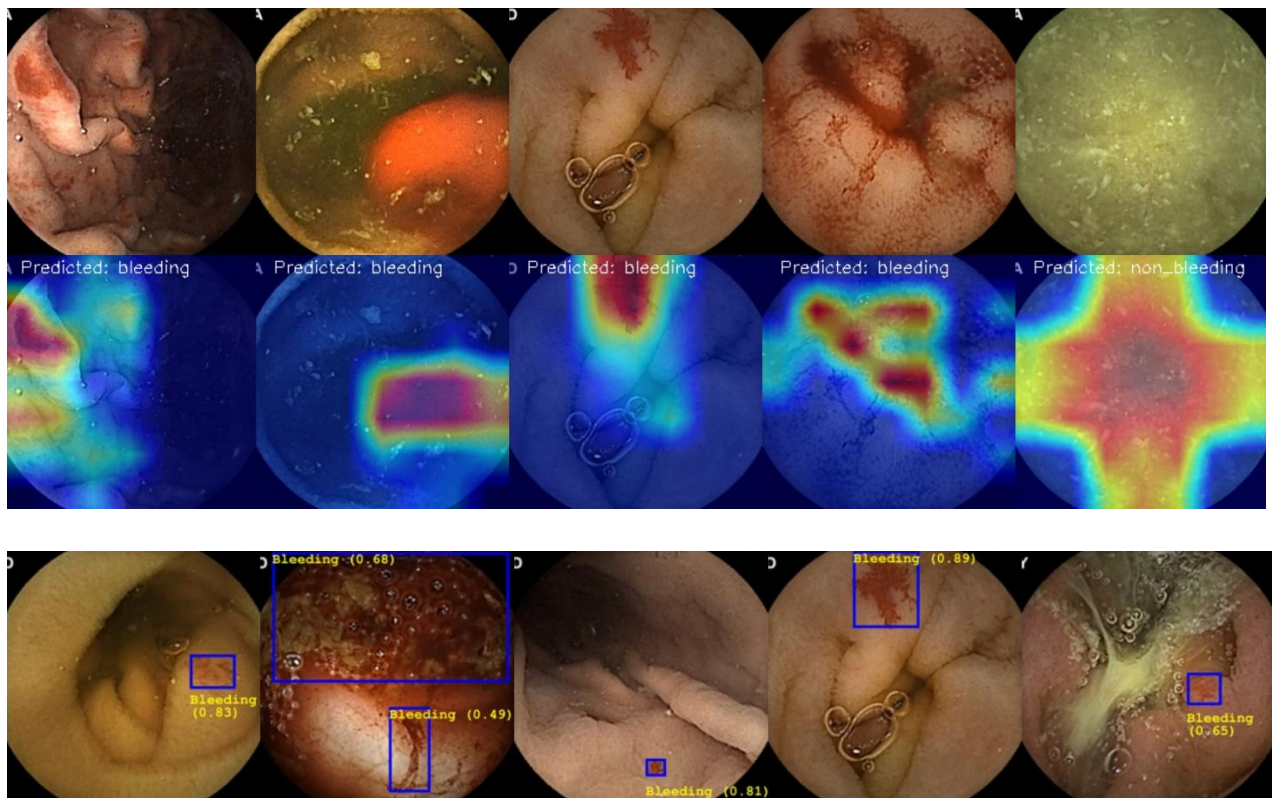 A
A
D
A
A Predicted: bleeding
A Predicted: bleeding
D Predicted: bleeding
Predicted: bleeding
A Predicted: non_bleeding
D
Bleeding
(0.83)
D
Bleeding (0.68)
Bleeding (0.49)
D
Bleeding (0.81)
D
Bleeding (0.89)
Y
Bleeding
(0.65)